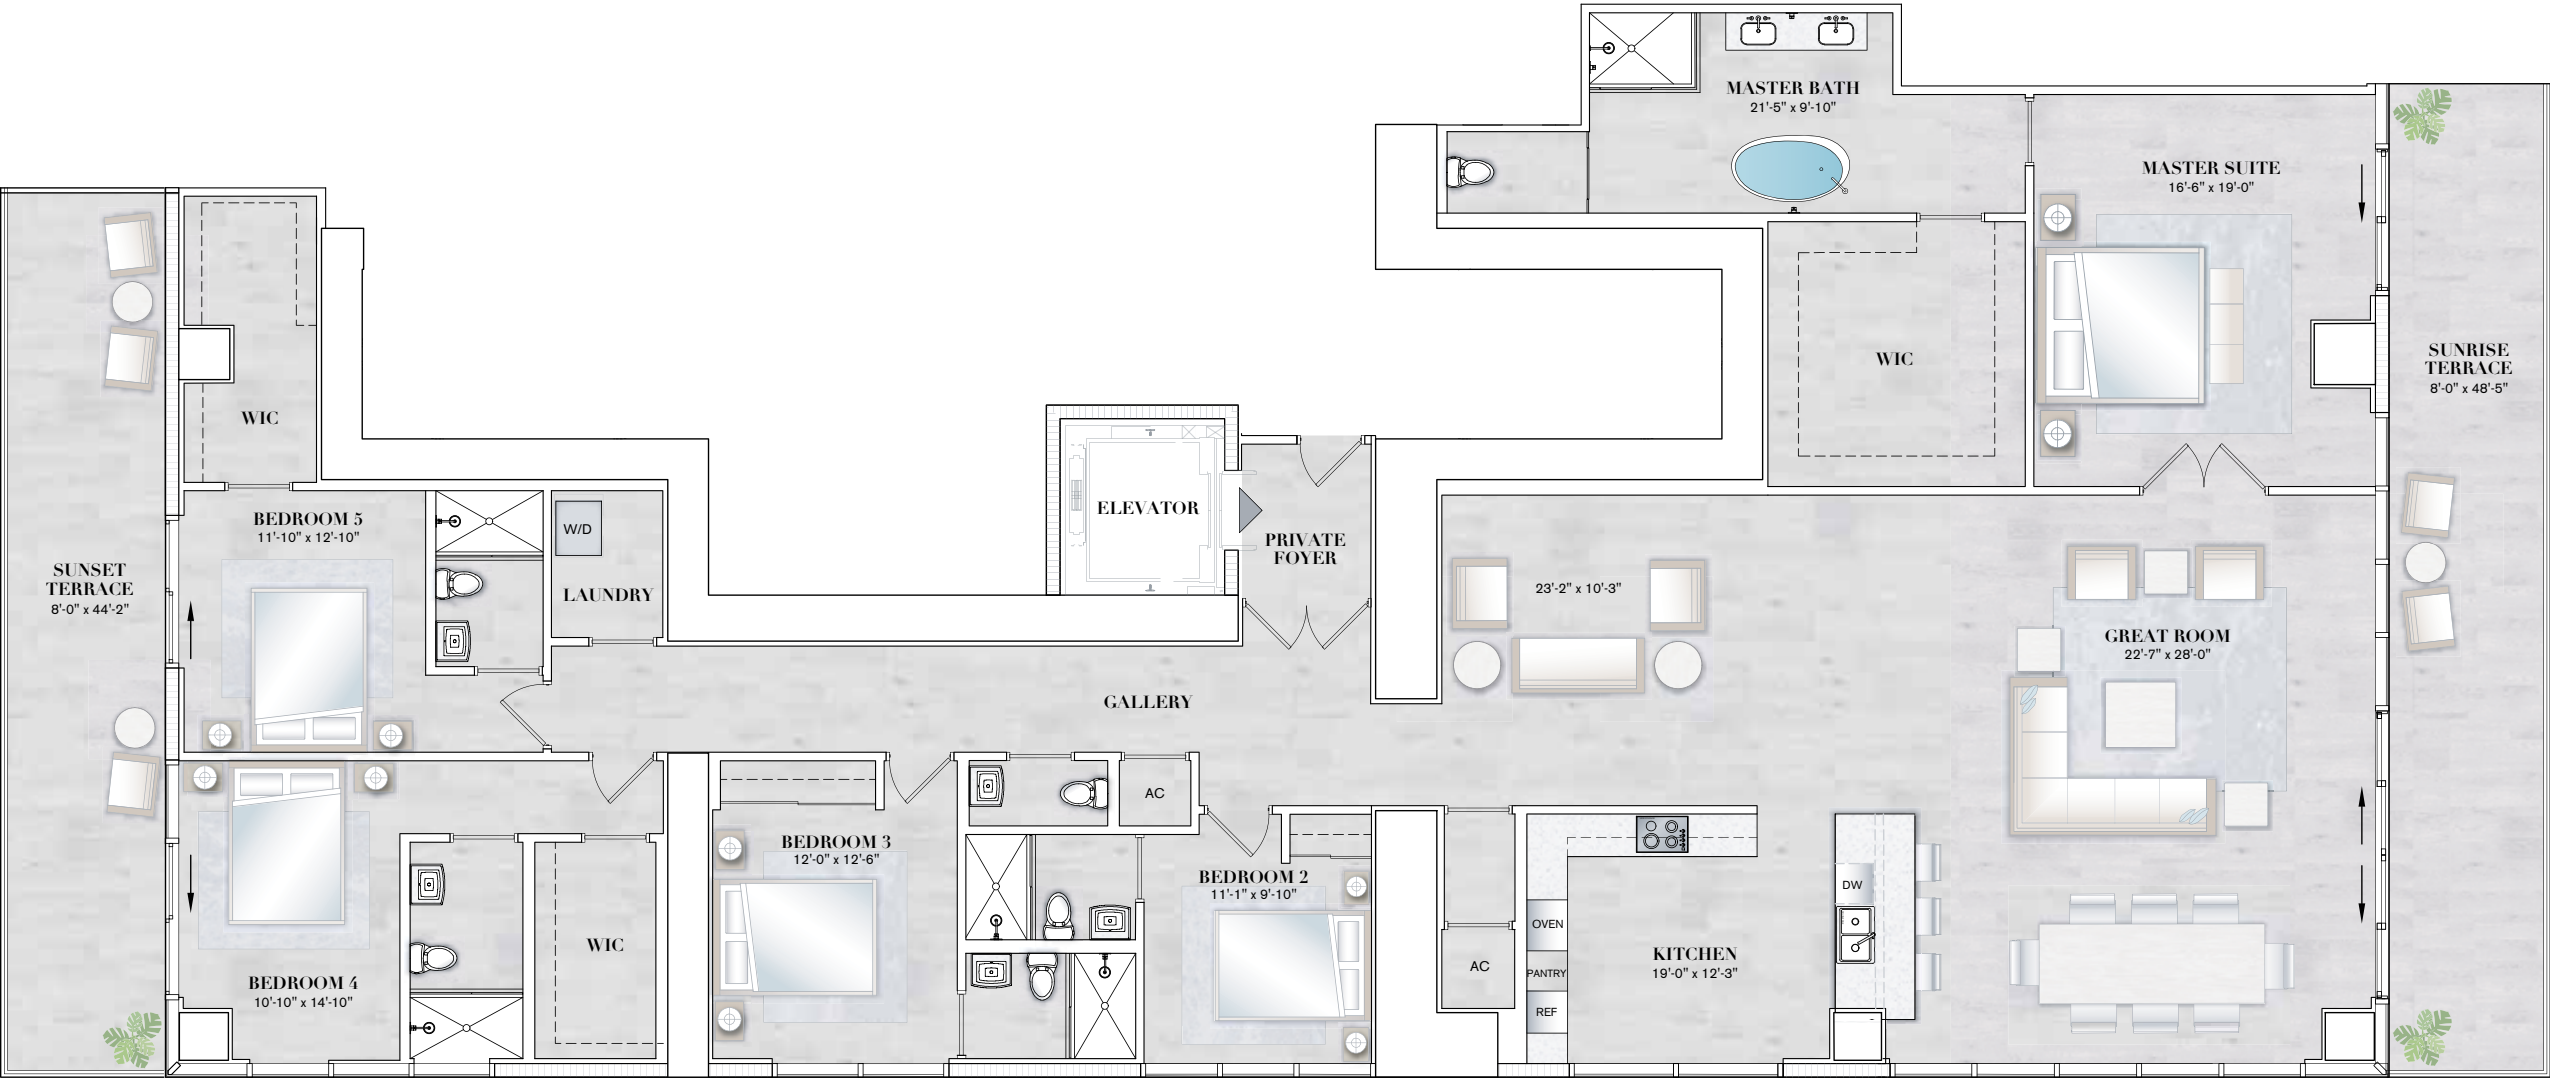 MASTER BATH
21'-5" x 9'-10"
MASTER SUITE
16'-6" x 19'-0"
WIC
SUNRISE
TERRACE
8'-0" x 48'-5"
WIC
ELEVATOR
PRIVATE
FOYER
BEDROOM 5
11'-10" x 12'-10"
W/D
LAUNDRY
SUNSET
TERRACE
8'-0" x 44'-2"
23'-2" x 10'-3"
GREAT ROOM
22'-7" x 28'-0"
GALLERY
AC
BEDROOM 3
12'-0" x 12'-6"
BEDROOM 2
11'-1" x 9'-10"
DW
OVEN
WIC
KITCHEN
19'-0" x 12'-3"
AC
PANTRY
BEDROOM 4
10'-10" x 14'-10"
REF